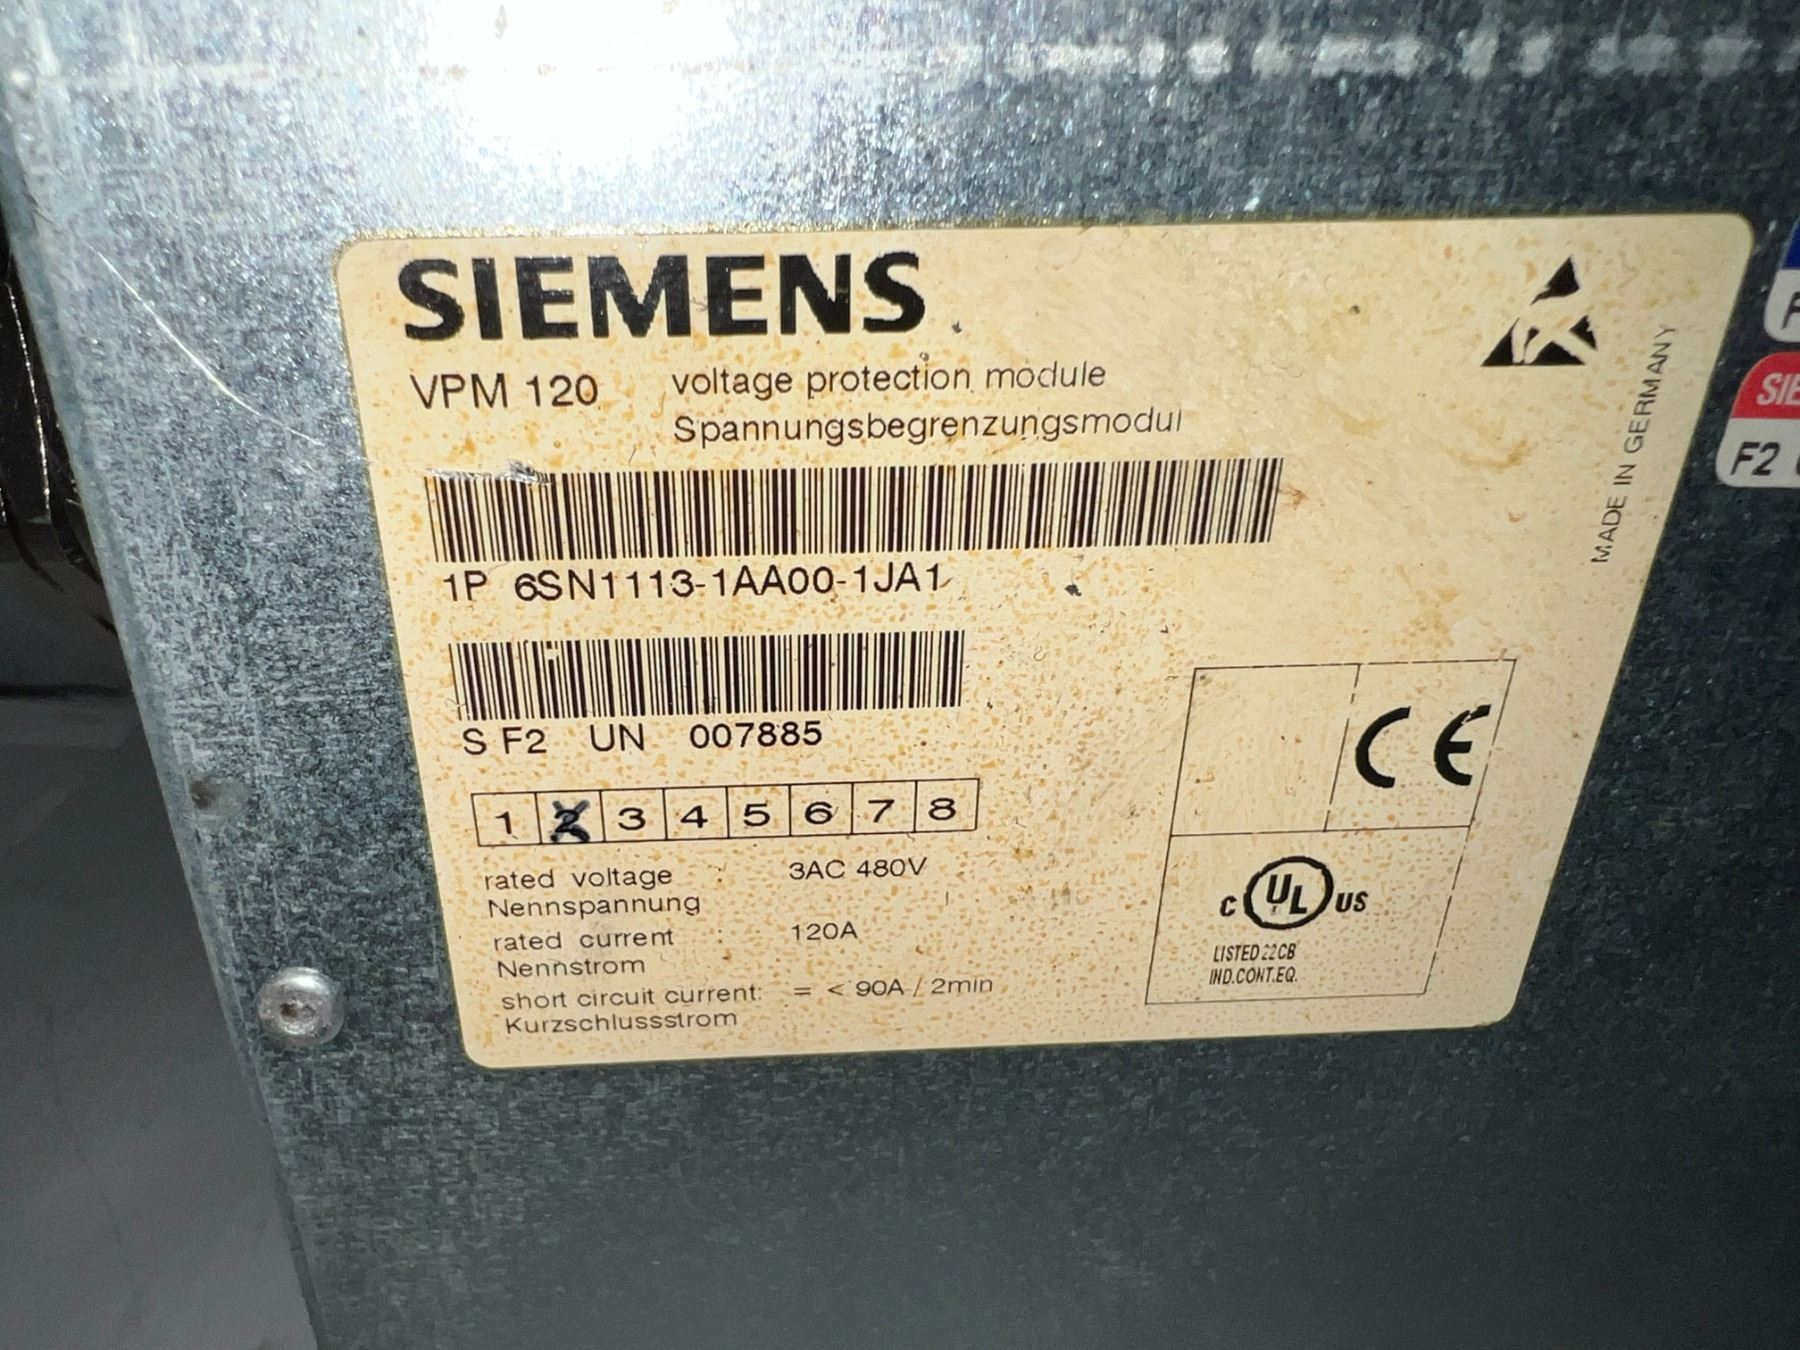 SIEMENS
VPM 120 voltage protection module
Spannungsbegrenzungsmodul
MADE IN GERMANY
1P 6SN1113-1AA00-1JA1
S F2 UN 007885
1 2 3 4 5 6 7 8
rated voltage : 3AC 480V
Nennspannung
rated current : 120A
Nennstrom
short circuit current: = < 90A / 2min
Kurzschlussstrom
CE
C UL US
LISTED 22CB
IND.CONT.EQ.
F2